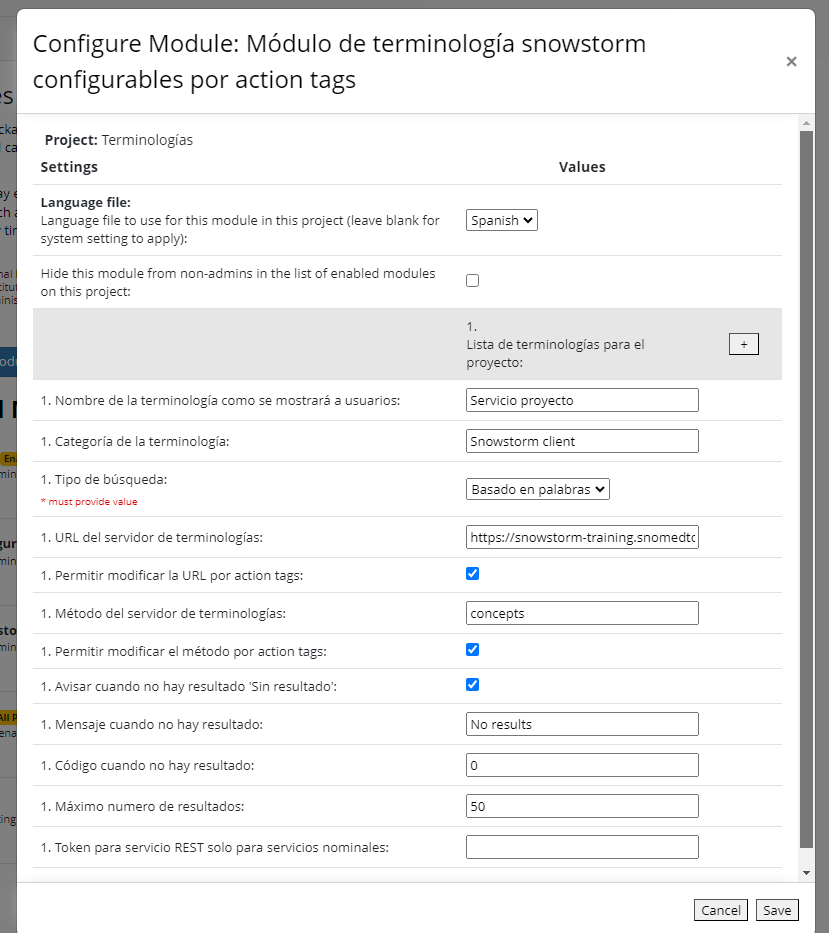 Configure Module: Módulo de terminología snowstorm
configurables por action tags
×
Project: Terminologías
Settings Values
Language file:
Language file to use for this module in this project (leave blank for
system setting to apply):
Spanish
Hide this module from non-admins in the list of enabled modules
on this project:
1.
Lista de terminologías para el
proyecto:
+
1. Nombre de la terminología como se mostrará a usuarios: Servicio proyecto
1. Categoría de la terminología: Snowstorm client
1. Tipo de búsqueda:
* must provide value
Basado en palabras
1. URL del servidor de terminologías: https://snowstorm-training.snomedtc
1. Permitir modificar la URL por action tags:
1. Método del servidor de terminologías: concepts
1. Permitir modificar el método por action tags:
1. Avisar cuando no hay resultado 'Sin resultado':
1. Mensaje cuando no hay resultado: No results
1. Código cuando no hay resultado: 0
1. Máximo numero de resultados: 50
1. Token para servicio REST solo para servicios nominales:
Cancel Save